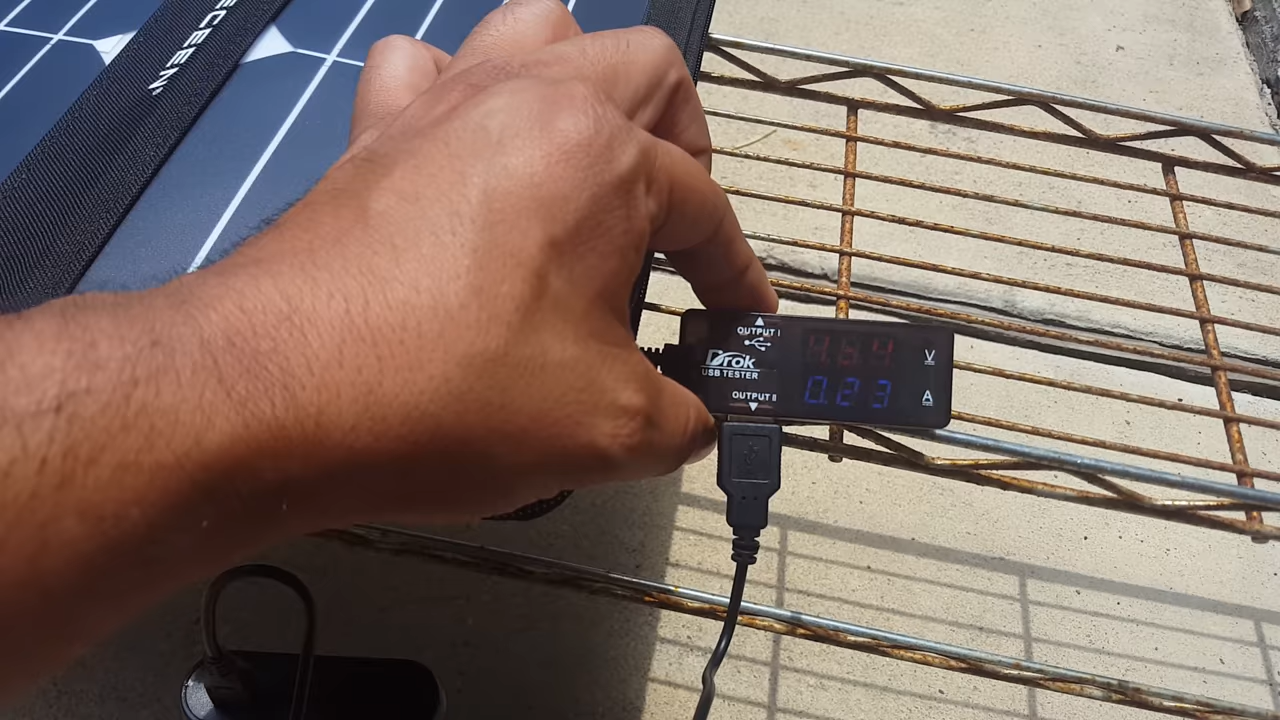 ECEEN
OUTPUT I
Drok
USB TESTER
OUTPUT II
4.64 V
0.23 A